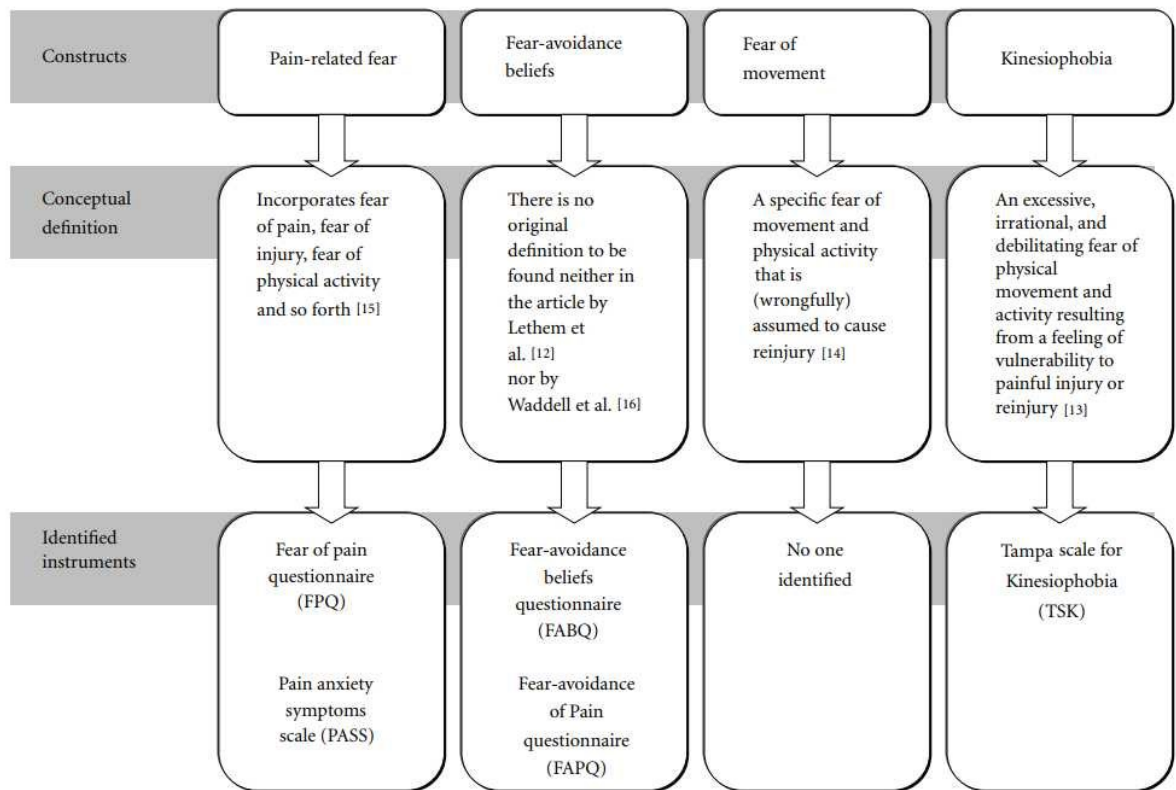 Constructs
Pain-related fear
Fear-avoidance
beliefs
Fear of
movement
Kinesiophobia
Conceptual
definition
Incorporates fear
of pain, fear of
injury, fear of
physical activity
and so forth [15]
There is no
original
definition to be
found neither in
the article by
Lethem et
al. [12]
nor by
Waddell et al. [16]
A specific fear of
movement and
physical activity
that is
(wrongfully)
assumed to cause
reinjury [14]
An excessive,
irrational, and
debilitating fear of
physical
movement and
activity resulting
from a feeling of
vulnerability to
painful injury or
reinjury [13]
Identified
instruments
Fear of pain
questionnaire
(FPQ)
Pain anxiety
symptoms
scale (PASS)
Fear-avoidance
beliefs
questionnaire
(FABQ)
Fear-avoidance
of Pain
questionnaire
(FAPQ)
No one
identified
Tampa scale for
Kinesiophobia
(TSK)